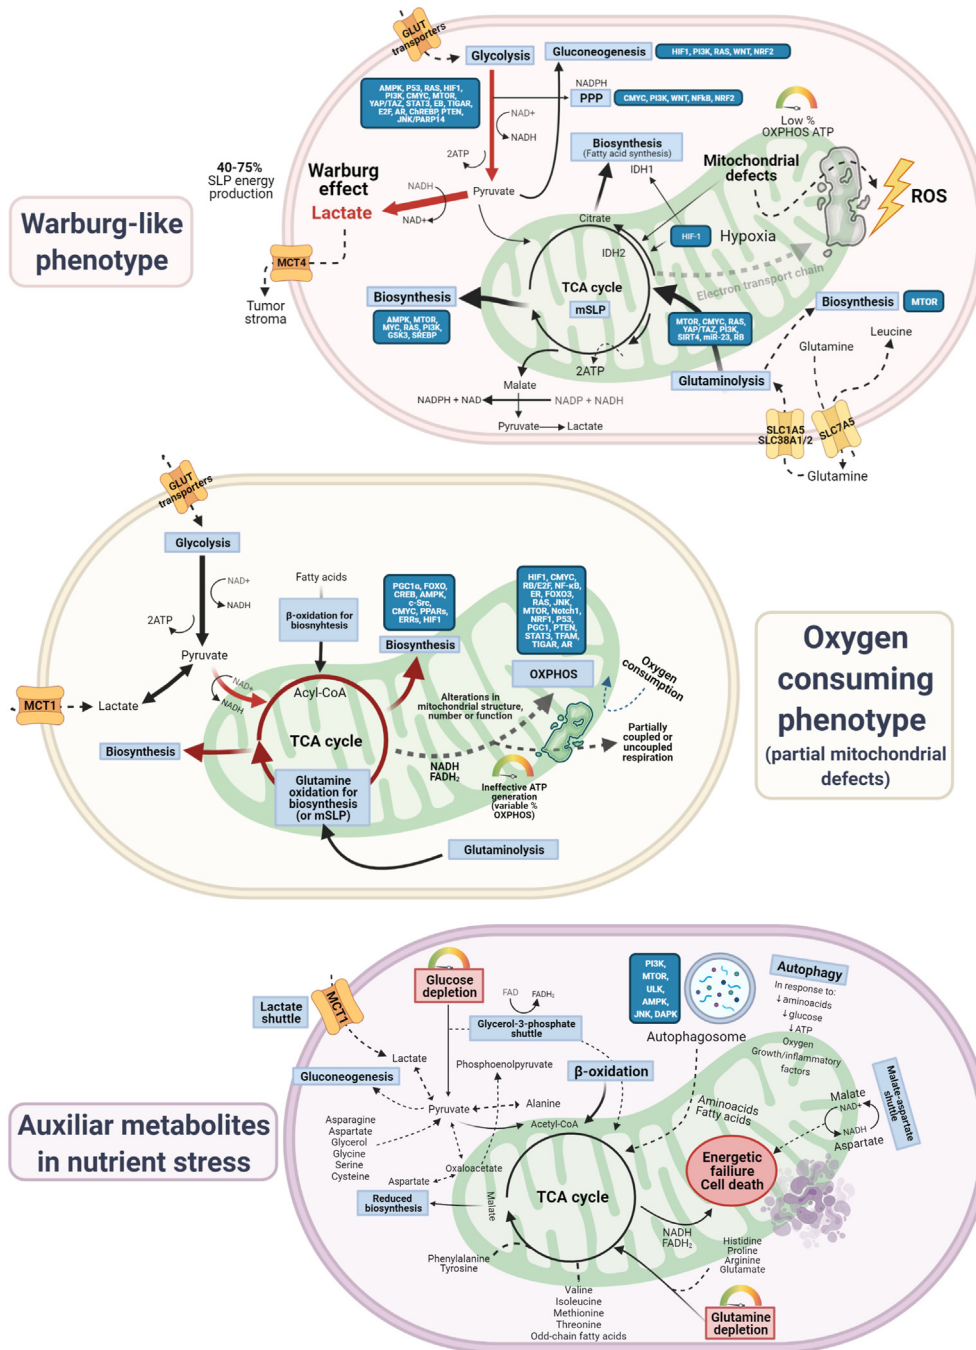 GLUT
transporters
Glycolysis
Gluconeogenesis
HIF1, PI3K, RAS, WNT, NRF2
AMPK, P53, RAS, HIF1,
PI3K, CMYC, MTOR,
YAP/TAZ, STAT3, EB, TIGAR,
E2F, AR, ChREBP, PTEN,
JNK/PARP14
NADPH
PPP
CMYC, PI3K, WNT, NFkB, NRF2
NAD+
NADH
2ATP
Low %
OXPHOS ATP
Biosynthesis
(Fatty acid synthesis)
IDH1
Mitochondrial
defects
40-75%
SLP energy
production
Warburg
effect
Lactate
NADH
NAD+
Pyruvate
ROS
Warburg-like
phenotype
Citrate
IDH2
HIF-1
Hypoxia
MCT4
Electron transport chain
TCA cycle
mSLP
Tumor
stroma
Biosynthesis
AMPK, MTOR,
MYC, RAS, PI3K,
GSK3, SREBP
MTOR, CMYC, RAS,
YAP/TAZ, PI3K,
SIRT4, miR-23, RB
Biosynthesis
MTOR
Leucine
Glutamine
2ATP
Malate
Glutaminolysis
NADPH + NAD
NADP + NADH
Pyruvate
Lactate
SLC1A5
SLC38A1/2
SLC7A5
Glutamine
GLUT
transporters
Glycolysis
NAD+
NADH
2ATP
Pyruvate
Fatty acids
β-oxidation for
biosnyhtesis
PGC1α, FOXO,
CREB, AMPK,
c-Src,
CMYC, PPARs,
ERRs, HIF1
Biosynthesis
HIF1, CMYC,
RB/E2F, NF-κB,
ER, FOXO3,
RAS, JNK,
MTOR, Notch1,
NRF1, P53,
PGC1, PTEN,
STAT3, TFAM,
TIGAR, AR
OXPHOS
Oxygen
consumption
NAD+
NADH
Acyl-CoA
Alterations in
mitochondrial structure,
number or function
MCT1
Lactate
Biosynthesis
TCA cycle
Partially
coupled or
uncoupled
respiration
NADH
FADH₂
Glutamine
oxidation for
biosynthesis
(or mSLP)
Ineffective ATP
generation
(variable %
OXPHOS)
Glutaminolysis
Oxygen
consuming
phenotype
(partial mitochondrial
defects)
Glucose
depletion
FAD
FADH₂
PI3K,
MTOR,
ULK,
AMPK,
JNK, DAPK
Autophagosome
Autophagy
In response to:
↓aminoacids
↓glucose
↓ATP
Oxygen
Growth/inflammatory
factors
Lactate
shuttle
MCT1
Glycerol-3-phosphate
shuttle
Lactate
Phosphoenolpyruvate
Gluconeogenesis
β-oxidation
Malate-aspartate
shuttle
Malate
NAD+
NADH
Aspartate
Aminoacids
Fatty acids
Pyruvate
Alanine
Acetyl-CoA
Asparagine
Aspartate
Glycerol
Glycine
Serine
Cysteine
Auxiliar metabolites
in nutrient stress
Oxaloacetate
Aspartate
Energetic
failure
Cell death
Reduced
biosynthesis
Malate
TCA cycle
NADH
FADH₂
Histidine
Proline
Arginine
Glutamate
Phenylalanine
Tyrosine
Valine
Isoleucine
Methionine
Threonine
Odd-chain fatty acids
Glutamine
depletion